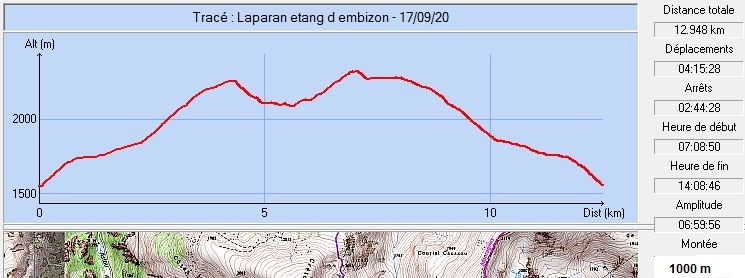 Tracé : Laparan etang d embizon - 17/09/20
Alt (m)
2000
1500
0
5
10
Dist (km)
Distance totale
12.948 km
Déplacements
04:15:28
Arrêts
02:44:28
Heure de début
07:08:50
Heure de fin
14:08:46
Amplitude
06:59:56
Montée
1000 m